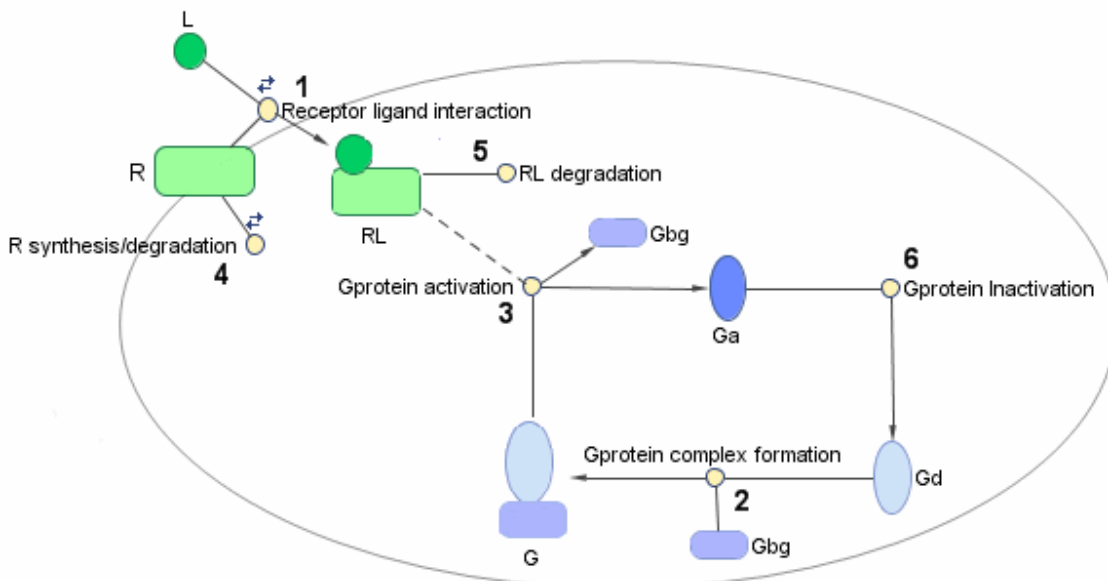 L
1
Receptor ligand interaction
R
5
RL degradation
RL
R synthesis/degradation
4
Gbg
Gprotein activation
3
6
Gprotein Inactivation
Ga
Gprotein complex formation
Gd
2
Gbg
G